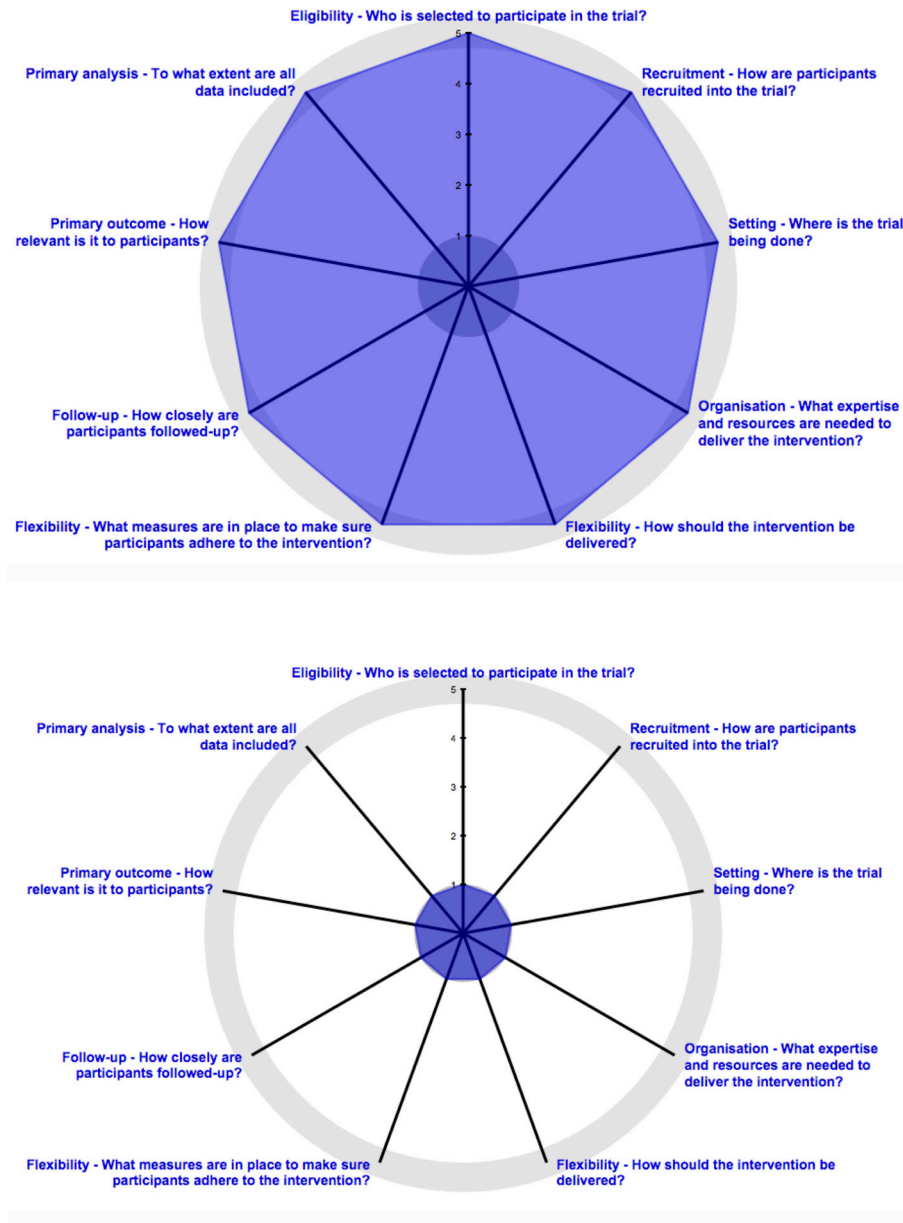 Eligibility - Who is selected to participate in the trial?
5
Primary analysis - To what extent are all
data included?
Recruitment - How are participants
recruited into the trial?
4
3
2
Primary outcome - How
relevant is it to participants?
Setting - Where is the trial
being done?
1
Follow-up - How closely are
participants followed-up?
Organisation - What expertise
and resources are needed to
deliver the intervention?
Flexibility - What measures are in place to make sure
participants adhere to the intervention?
Flexibility - How should the intervention be
delivered?
Eligibility - Who is selected to participate in the trial?
5
Primary analysis - To what extent are all
data included?
Recruitment - How are participants
recruited into the trial?
4
3
2
Primary outcome - How
relevant is it to participants?
Setting - Where is the trial
being done?
1
Follow-up - How closely are
participants followed-up?
Organisation - What expertise
and resources are needed to
deliver the intervention?
Flexibility - What measures are in place to make sure
participants adhere to the intervention?
Flexibility - How should the intervention be
delivered?